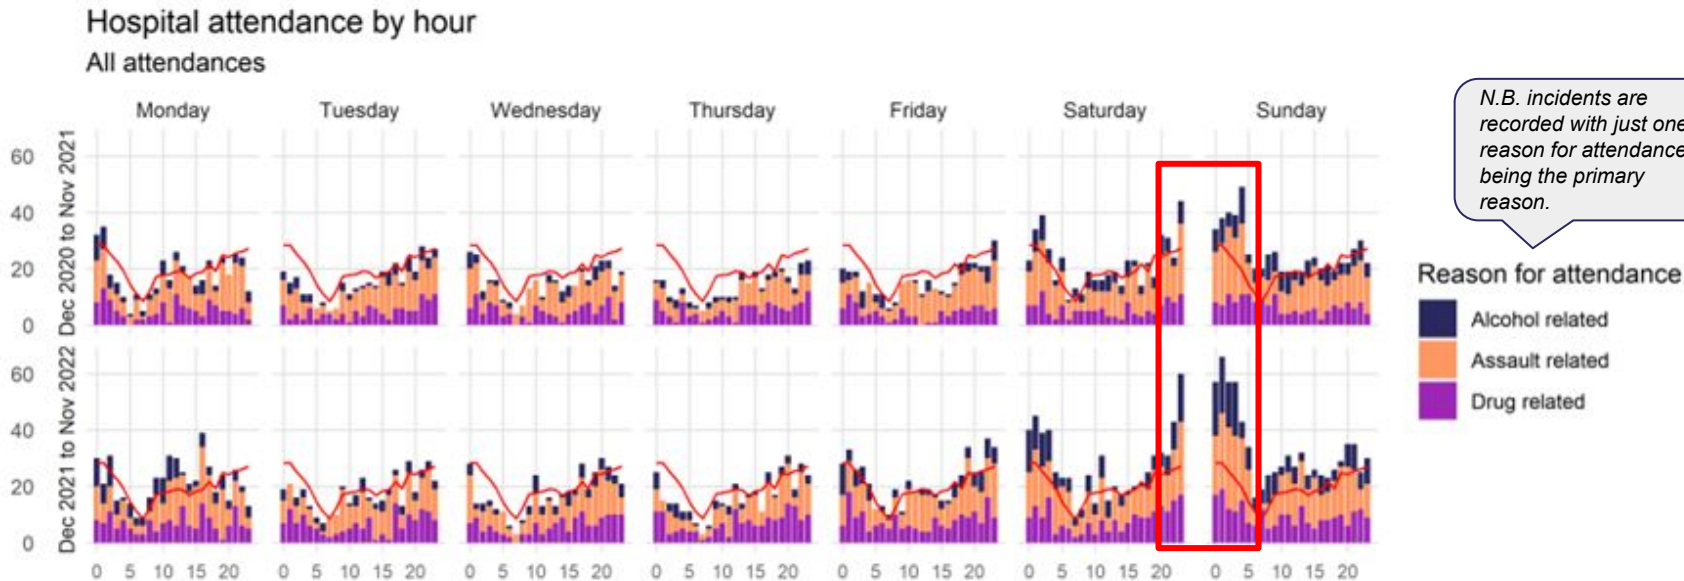 Hospital attendance by hour
All attendances
Monday Tuesday Wednesday Thursday Friday Saturday Sunday
60
40
20
0
Dec 2020 to Nov 2021
60
40
20
0
Dec 2021 to Nov 2022
0 5 10 15 20 0 5 10 15 20 0 5 10 15 20 0 5 10 15 20 0 5 10 15 20 0 5 10 15 20 0 5 10 15 20
N.B. incidents are
recorded with just one
reason for attendance
being the primary
reason.
Reason for attendance
Alcohol related
Assault related
Drug related